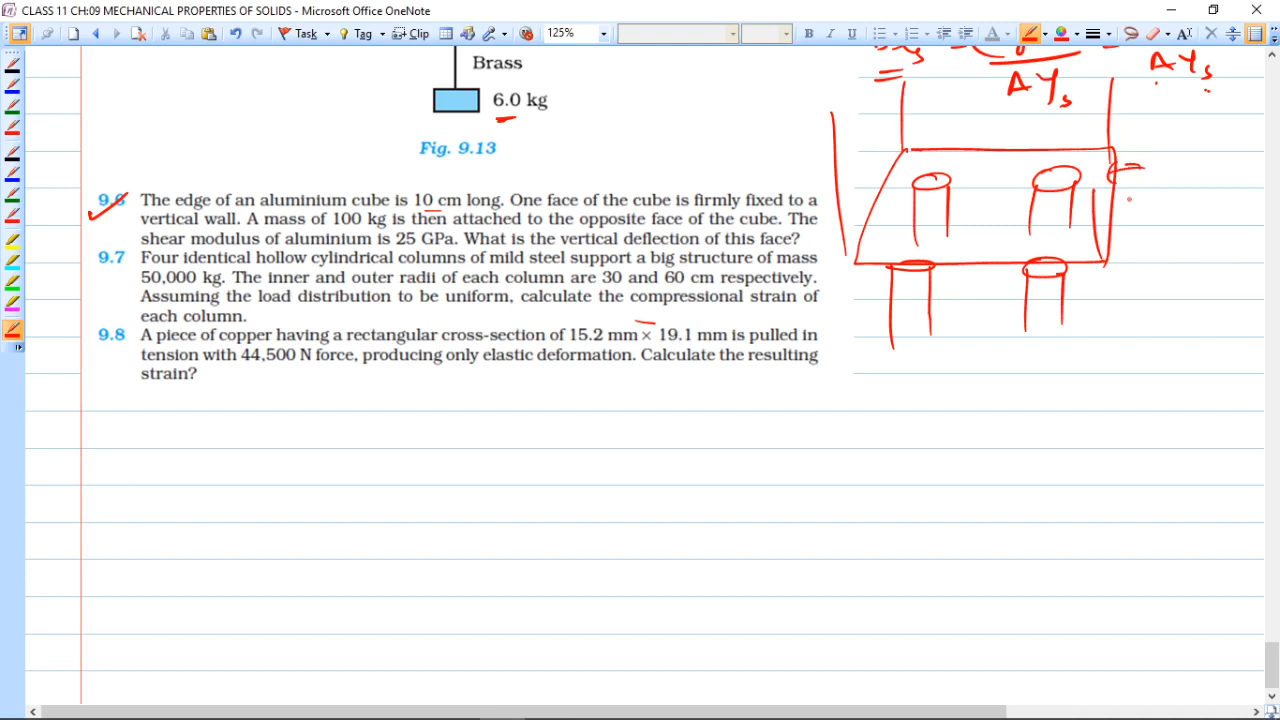 CLASS 11 CH:09 MECHANICAL PROPERTIES OF SOLIDS - Microsoft Office OneNote
Task Tag Clip 125% B I U A
Brass
A Ys
A Ys
6.0 kg
Fig. 9.13
9.6 The edge of an aluminium cube is 10 cm long. One face of the cube is firmly fixed to a
vertical wall. A mass of 100 kg is then attached to the opposite face of the cube. The
shear modulus of aluminium is 25 GPa. What is the vertical deflection of this face?
9.7 Four identical hollow cylindrical columns of mild steel support a big structure of mass
50,000 kg. The inner and outer radii of each column are 30 and 60 cm respectively.
Assuming the load distribution to be uniform, calculate the compressional strain of
each column.
9.8 A piece of copper having a rectangular cross-section of 15.2 mm × 19.1 mm is pulled in
tension with 44,500 N force, producing only elastic deformation. Calculate the resulting
strain?